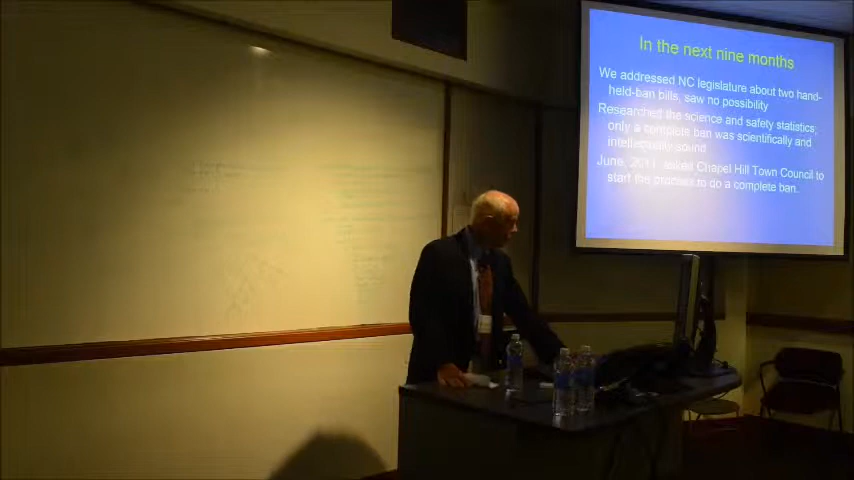 In the next nine months
We addressed NC legislature about two hand-
held-ban bills, saw no possibility
Researched the science and safety statistics;
only a complete ban was scientifically and
intellectually sound
June, 2011, asked Chapel Hill Town Council to
start the process to do a complete ban.